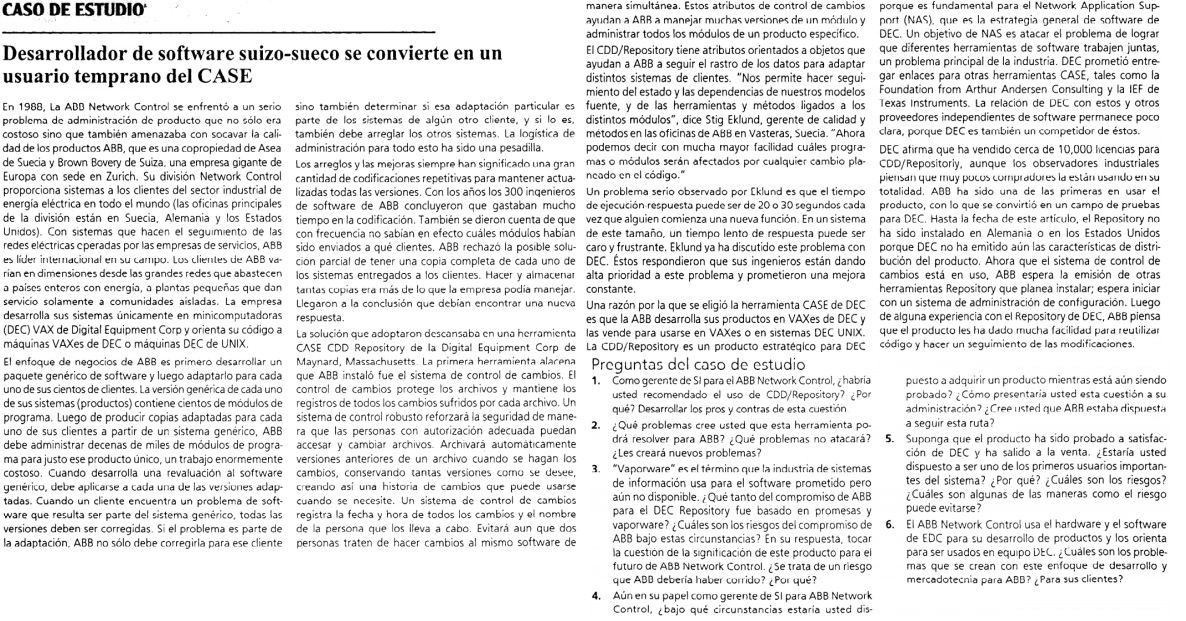 CASO DE ESTUDIO
Desarrollador de software suizo-sueco se convierte en un
usuario temprano del CASE
En 1988, La ABB Network Control se enfrentó a un serio
problema de administración de producto que no sólo era
costoso sino que también amenazaba con socavar la cali-
dad de los productos ABB, que es una copropiedad de Asea
de Suecia y Brown Bovery de Suiza, una empresa gigante de
Europa con sede en Zurich. Su división Network Control
proporciona sistemas a los clientes del sector industrial de
energía eléctrica en todo el mundo (las oficinas principales
de la división están en Suecia, Alemania y los Estados
Unidos). Con sistemas que hacen el seguimiento de las
redes eléctricas operadas por las empresas de servicios, ABB
es líder internacional en su campo. Los clientes de ABB va-
rían en dimensiones desde las grandes redes que abastecen
a países enteros con energía, a plantas pequeñas que dan
servicio solamente a comunidades aisladas. La empresa
desarrolla sus sistemas únicamente en minicomputadoras
(DEC) VAX de Digital Equipment Corp y orienta su código a
máquinas VAXes de DEC o máquinas DEC de UNIX.
El enfoque de negocios de ABB es primero desarrollar un
paquete genérico de software y luego adaptarlo para cada
uno de sus cientos de clientes. La versión genérica de cada uno
de sus sistemas (productos) contiene cientos de módulos de
programa. Luego de producir copias adaptadas para cada
uno de sus clientes a partir de un sistema genérico, ABB
debe administrar decenas de miles de módulos de progra-
ma para justo ese producto único, un trabajo enormemente
costoso. Cuando desarrolla una revaluación al software
genérico, debe aplicarse a cada una de las versiones adap-
tadas. Cuando un cliente encuentra un problema de soft-
ware que resulta ser parte del sistema genérico, todas las
versiones deben ser corregidas. Si el problema es parte de
la adaptación, ABB no sólo debe corregirla para ese cliente
sino también determinar si esa adaptación particular es
parte de los sistemas de algún otro cliente, y si lo es,
también debe arreglar los otros sistemas. La logística de
administración para todo esto ha sido una pesadilla.
Los arreglos y las mejoras siempre han significado una gran
cantidad de codificaciones repetitivas para mantener actua-
lizadas todas las versiones. Con los años los 300 ingenieros
de software de ABB concluyeron que gastaban mucho
tiempo en la codificación. También se dieron cuenta de que
con frecuencia no sabían en efecto cuáles módulos habían
sido enviados a qué clientes. ABB rechazó la posible solu-
ción parcial de tener una copia completa de cada uno de
los sistemas entregados a los clientes. Hacer y almacenar
tantas copias era más de lo que la empresa podía manejar.
Llegaron a la conclusión que debían encontrar una nueva
respuesta.
La solución que adoptaron descansaba en una herramienta
CASE CDD Repository de la Digital Equipment Corp de
Maynard, Massachusetts. La primera herramienta alacena
que ABB instaló fue el sistema de control de cambios. El
control de cambios protege los archivos y mantiene los
registros de todos los cambios sufridos por cada archivo. Un
sistema de control robusto reforzará la seguridad de mane-
ra que las personas con autorización adecuada puedan
accesar y cambiar archivos. Archivará automáticamente
versiones anteriores de un archivo cuando se hagan los
cambios, conservando tantas versiones como se desee,
creando así una historia de cambios que puede usarse
cuando se necesite. Un sistema de control de cambios
registra la fecha y hora de todos los cambios y el nombre
de la persona que los lleva a cabo. Evitará aun que dos
personas traten de hacer cambios al mismo software de
manera simultánea. Estos atributos de control de cambios
ayudan a ABB a manejar muchas versiones de un módulo y
administrar todos los módulos de un producto específico.
El CDD/Repository tiene atributos orientados a objetos que
ayudan a ABB a seguir el rastro de los datos para adaptar
distintos sistemas de clientes. "Nos permite hacer segui-
miento del estado y las dependencias de nuestros modelos
fuente, y de las herramientas y métodos ligados a los
distintos módulos", dice Stig Eklund, gerente de calidad y
métodos en las oficinas de ABB en Vasteras, Suecia. "Ahora
podemos decir con mucha mayor facilidad cuáles progra-
mas o módulos serán afectados por cualquier cambio pla-
neado en el código."
Un problema serio observado por Eklund es que el tiempo
de ejecución-respuesta puede ser de 20 o 30 segundos cada
vez que alguien comienza una nueva función. En un sistema
de este tamaño, un tiempo lento de respuesta puede ser
caro y frustrante. Eklund ya ha discutido este problema con
DEC. Éstos respondieron que sus ingenieros están dando
alta prioridad a este problema y prometieron una mejora
constante.
Una razón por la que se eligió la herramienta CASE de DEC
es que la ABB desarrolla sus productos en VAXes de DEC y
las vende para usarse en VAXes o en sistemas DEC UNIX.
La CDD/Repository es un producto estratégico para DEC
porque es fundamental para el Network Application Sup-
port (NAS), que es la estrategia general de software de
DEC. Un objetivo de NAS es atacar el problema de lograr
que diferentes herramientas de software trabajen juntas,
un problema principal de la industria. DEC prometió entre-
gar enlaces para otras herramientas CASE, tales como la
Foundation from Arthur Andersen Consulting y la IEF de
Texas Instruments. La relación de DEC con estos y otros
proveedores independientes de software permanece poco
clara, porque DEC es también un competidor de éstos.
DEC afirma que ha vendido cerca de 10,000 licencias para
CDD/Repositoriy, aunque los observadores industriales
piensan que muy pocos compradores la están usando en su
totalidad. ABB ha sido una de las primeras en usar el
producto, con lo que se convirtió en un campo de pruebas
para DEC. Hasta la fecha de este artículo, el Repository no
ha sido instalado en Alemania o en los Estados Unidos
porque DEC no ha emitido aún las características de distri-
bución del producto. Ahora que el sistema de control de
cambios está en uso, ABB espera la emisión de otras
herramientas Repository que planea instalar; espera iniciar
con un sistema de administración de configuración. Luego
de alguna experiencia con el Repository de DEC, ABB piensa
que el producto les ha dado mucha facilidad para reutilizar
código y hacer un seguimiento de las modificaciones.
Preguntas del caso de estudio
1. Como gerente de SI para el ABB Network Control, ¿habría
usted recomendado el uso de CDD/Repository? ¿Por
qué? Desarrollar los pros y contras de esta cuestión
2. ¿Qué problemas cree usted que esta herramienta po-
drá resolver para ABB? ¿Qué problemas no atacará?
¿Les creará nuevos problemas?
3. "Vaporware" es el término que la industria de sistemas
de información usa para el software prometido pero
aún no disponible. ¿Qué tanto del compromiso de ABB
para el DEC Repository fue basado en promesas y
vaporware? ¿Cuáles son los riesgos del compromiso de
ABB bajo estas circunstancias? En su respuesta, tocar
la cuestión de la significación de este producto para el
futuro de ABB Network Control. ¿Se trata de un riesgo
que ABB debería haber corrido? ¿Por qué?
4. Aún en su papel como gerente de SI para ABB Network
Control, ¿bajo qué circunstancias estaría usted dis-
puesto a adquirir un producto mientras está aún siendo
probado? ¿Cómo presentaría usted esta cuestión a su
administración? ¿Cree usted que ABB estaba dispuesta
a seguir esta ruta?
5. Suponga que el producto ha sido probado a satisfac-
ción de DEC y ha salido a la venta. ¿Estaría usted
dispuesto a ser uno de los primeros usuarios importan-
tes del sistema? ¿Por qué? ¿Cuáles son los riesgos?
¿Cuáles son algunas de las maneras como el riesgo
puede evitarse?
6. El ABB Network Control usa el hardware y el software
de EDC para su desarrollo de productos y los orienta
para ser usados en equipo DEC. ¿Cuáles son los proble-
mas que se crean con este enfoque de desarrollo y
mercadotecnia para ABB? ¿Para sus clientes?